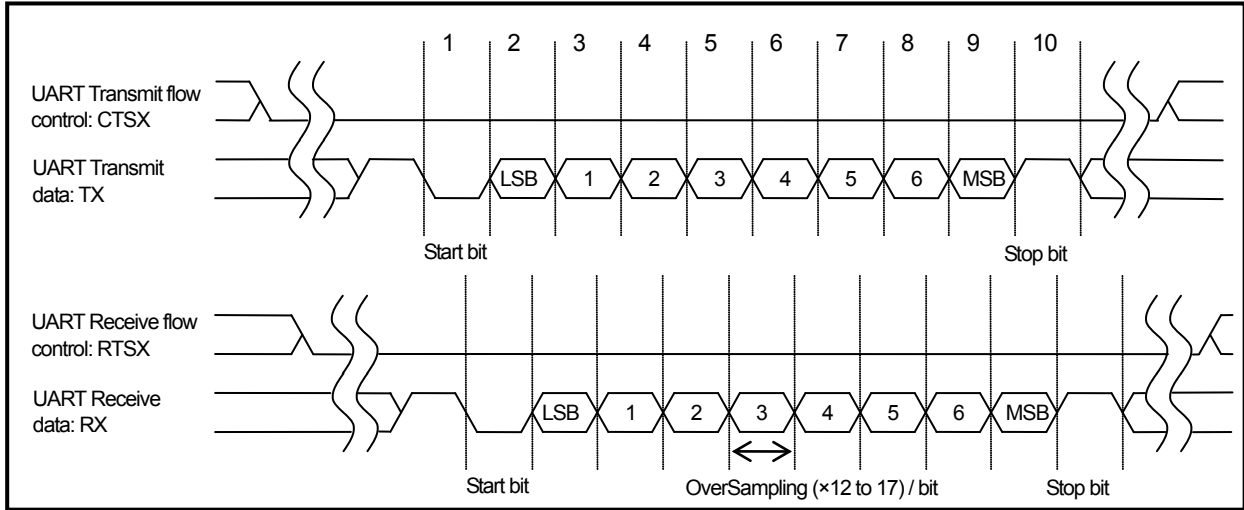 1 2 3 4 5 6 7 8 9 10
UART Transmit flow
control: CTSX
UART Transmit
data: TX
LSB 1 2 3 4 5 6 MSB
Start bit
Stop bit
UART Receive flow
control: RTSX
UART Receive
data: RX
LSB 1 2 3 4 5 6 MSB
Start bit
OverSampling (×12 to 17) / bit
Stop bit